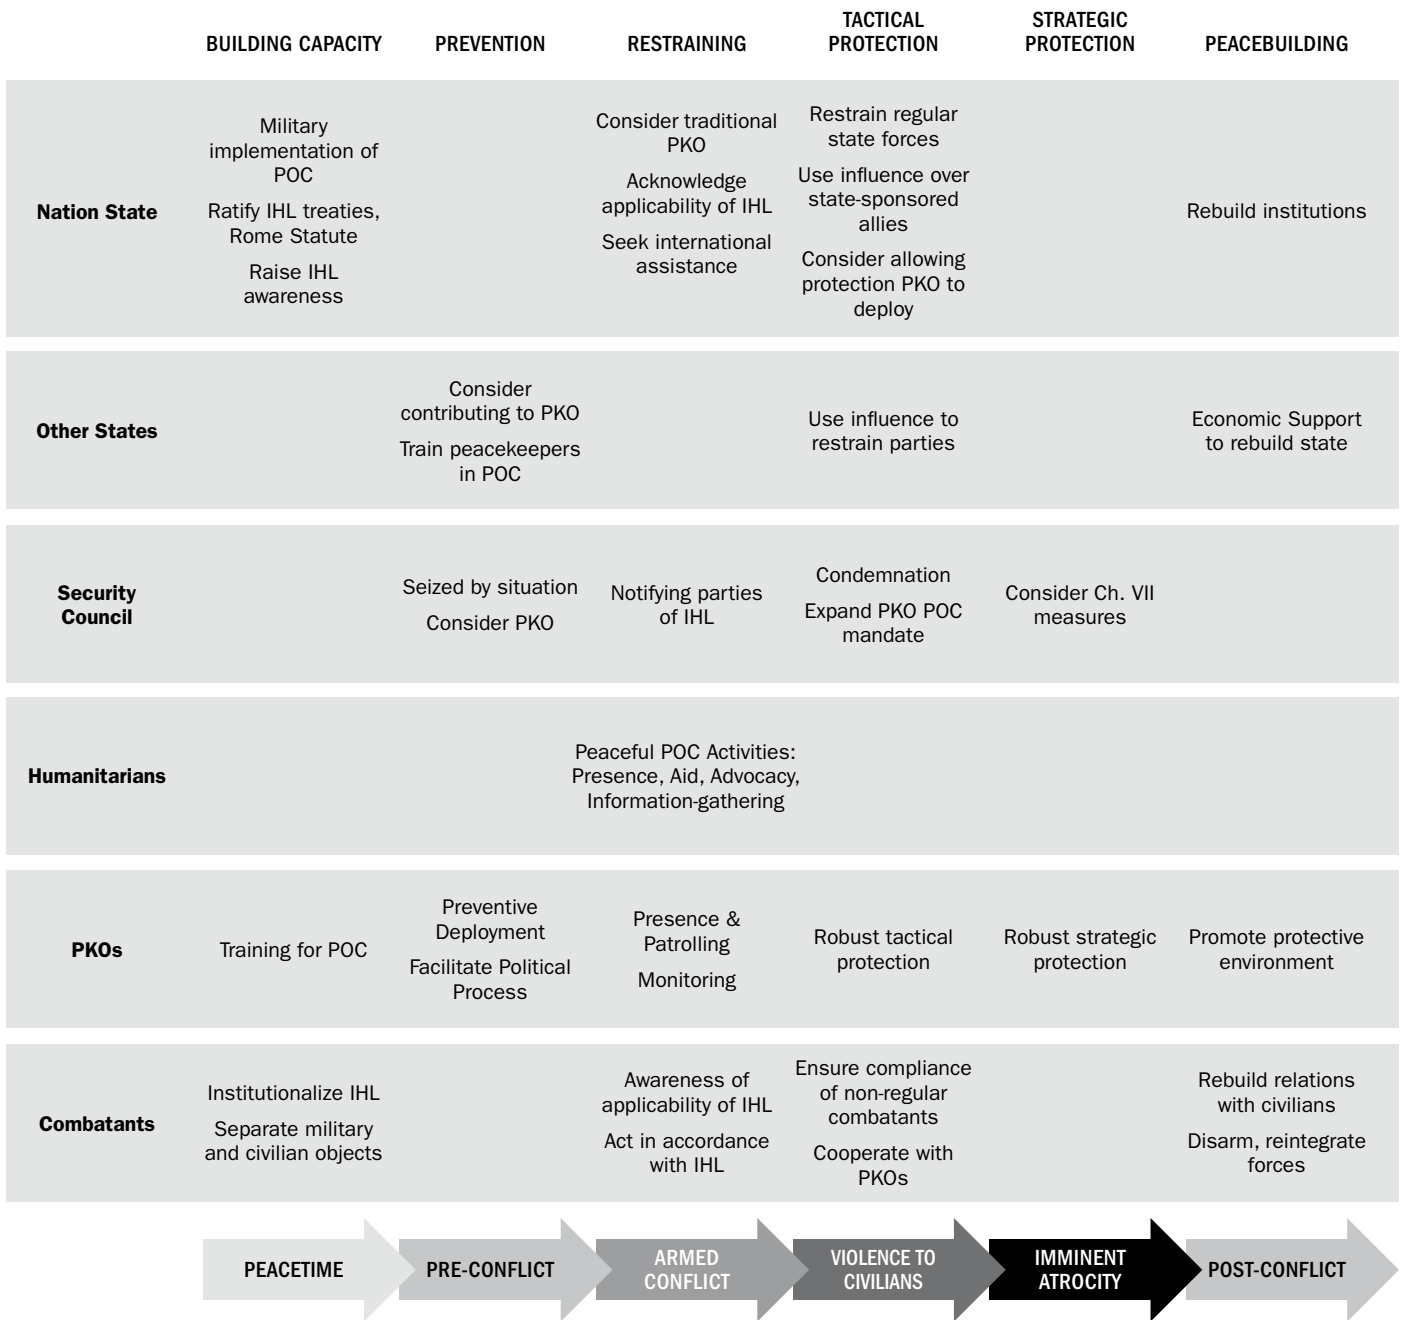 BUILDING CAPACITY
PREVENTION
RESTRAINING
TACTICAL
PROTECTION
STRATEGIC
PROTECTION
PEACEBUILDING
Nation State
Military
implementation of
POC
Ratify IHL treaties,
Rome Statute
Raise IHL
awareness
Consider traditional
PKO
Acknowledge
applicability of IHL
Seek international
assistance
Restrain regular
state forces
Use influence over
state-sponsored
allies
Consider allowing
protection PKO to
deploy
Rebuild institutions
Other States
Consider
contributing to PKO
Train peacekeepers
in POC
Use influence to
restrain parties
Economic Support
to rebuild state
Security
Council
Seized by situation
Consider PKO
Notifying parties
of IHL
Condemnation
Expand PKO POC
mandate
Consider Ch. VII
measures
Humanitarians
Peaceful POC Activities:
Presence, Aid, Advocacy,
Information-gathering
PKOs
Training for POC
Preventive
Deployment
Facilitate Political
Process
Presence &
Patrolling
Monitoring
Robust tactical
protection
Robust strategic
protection
Promote protective
environment
Combatants
Institutionalize IHL
Separate military
and civilian objects
Awareness of
applicability of IHL
Act in accordance
with IHL
Ensure compliance
of non-regular
combatants
Cooperate with
PKOs
Rebuild relations
with civilians
Disarm, reintegrate
forces
PEACETIME
PRE-CONFLICT
ARMED
CONFLICT
VIOLENCE TO
CIVILIANS
IMMINENT
ATROCITY
POST-CONFLICT